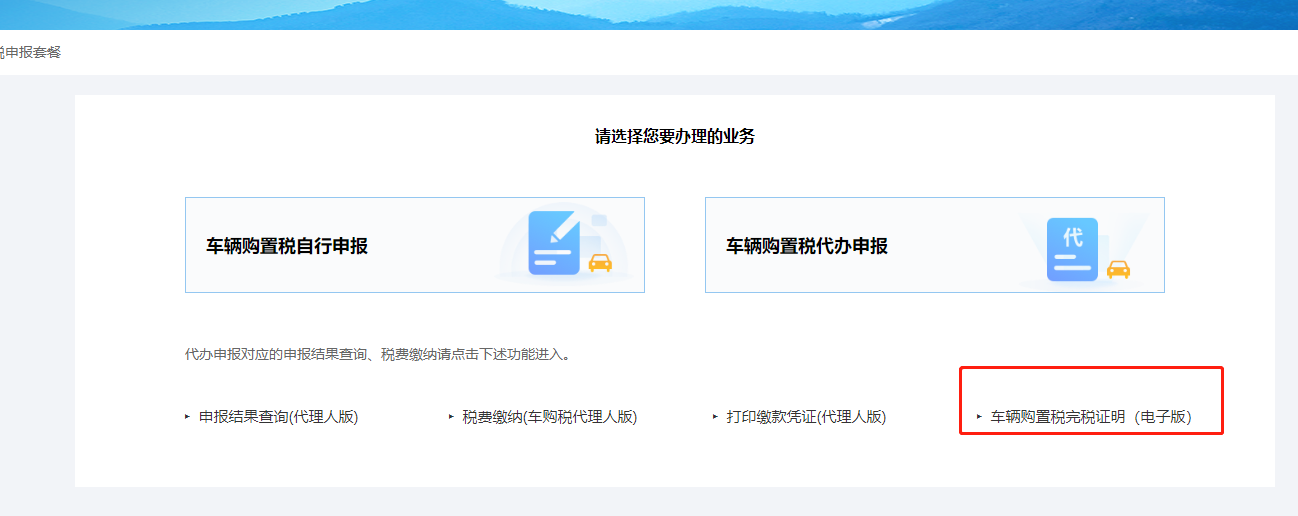 税申报套餐
请选择您要办理的业务
车辆购置税自行申报
车辆购置税代办申报
代
代办申报对应的申报结果查询、税费缴纳请点击下述功能进入。
申报结果查询(代理人版)
税费缴纳(车购税代理人版)
打印缴款凭证(代理人版)
车辆购置税完税证明（电子版）